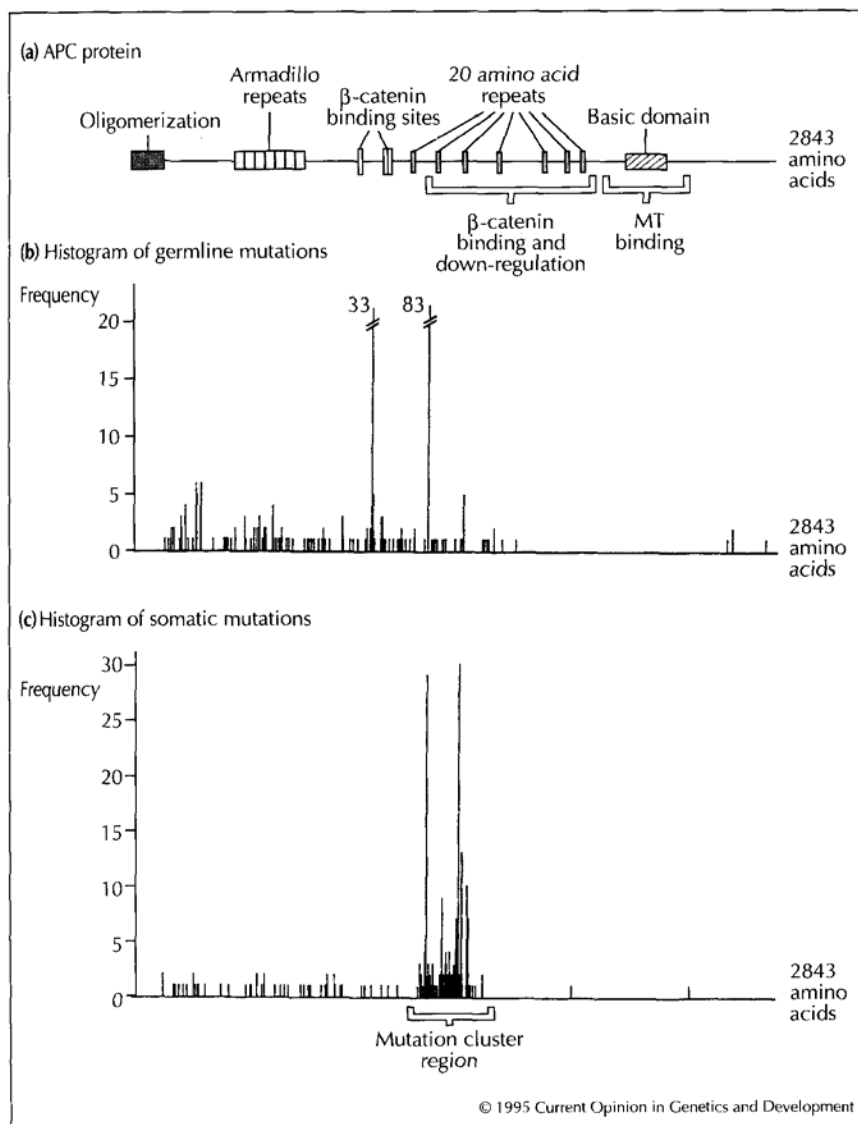 (a) APC protein
Armadillo
repeats
β-catenin
binding sites
20 amino acid
repeats
Oligomerization
Basic domain
2843
amino
acids
β-catenin
binding and
down-regulation
MT
binding
(b) Histogram of germline mutations
Frequency
33
83
20
15
10
5
0
2843
amino
acids
(c) Histogram of somatic mutations
Frequency
30
25
20
15
10
5
0
2843
amino
acids
Mutation cluster
region
© 1995 Current Opinion in Genetics and Development